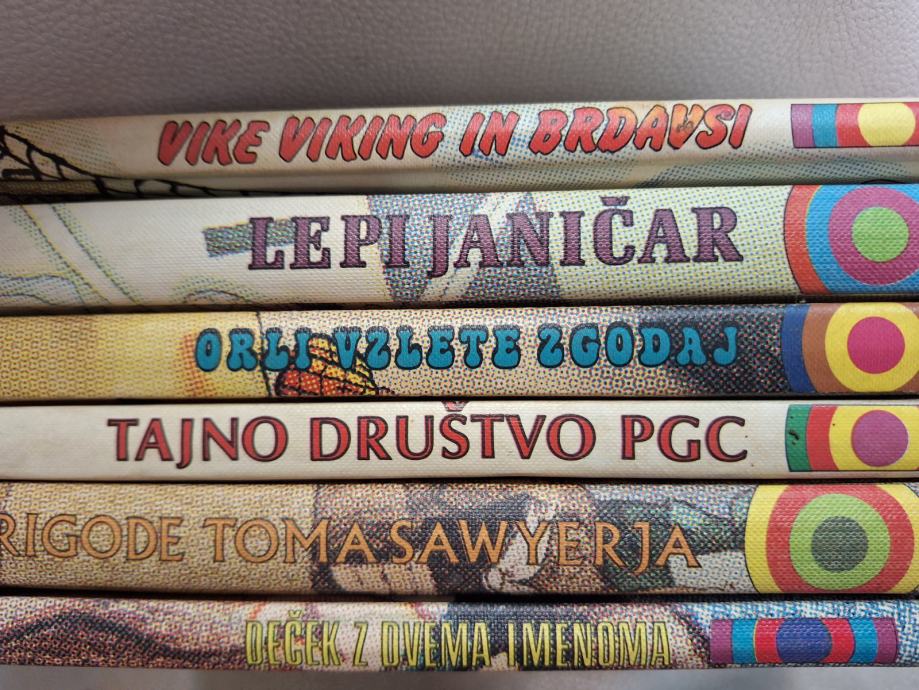 VIKE VIKING IN BRDAVSI
LEPI JANIČAR
ORLI VZLETE ZGODAJ
TAJNO DRUŠTVO PGC
RIGODE TOMA SAWYERJA
DEČEK Z DVEMA IMENOMA